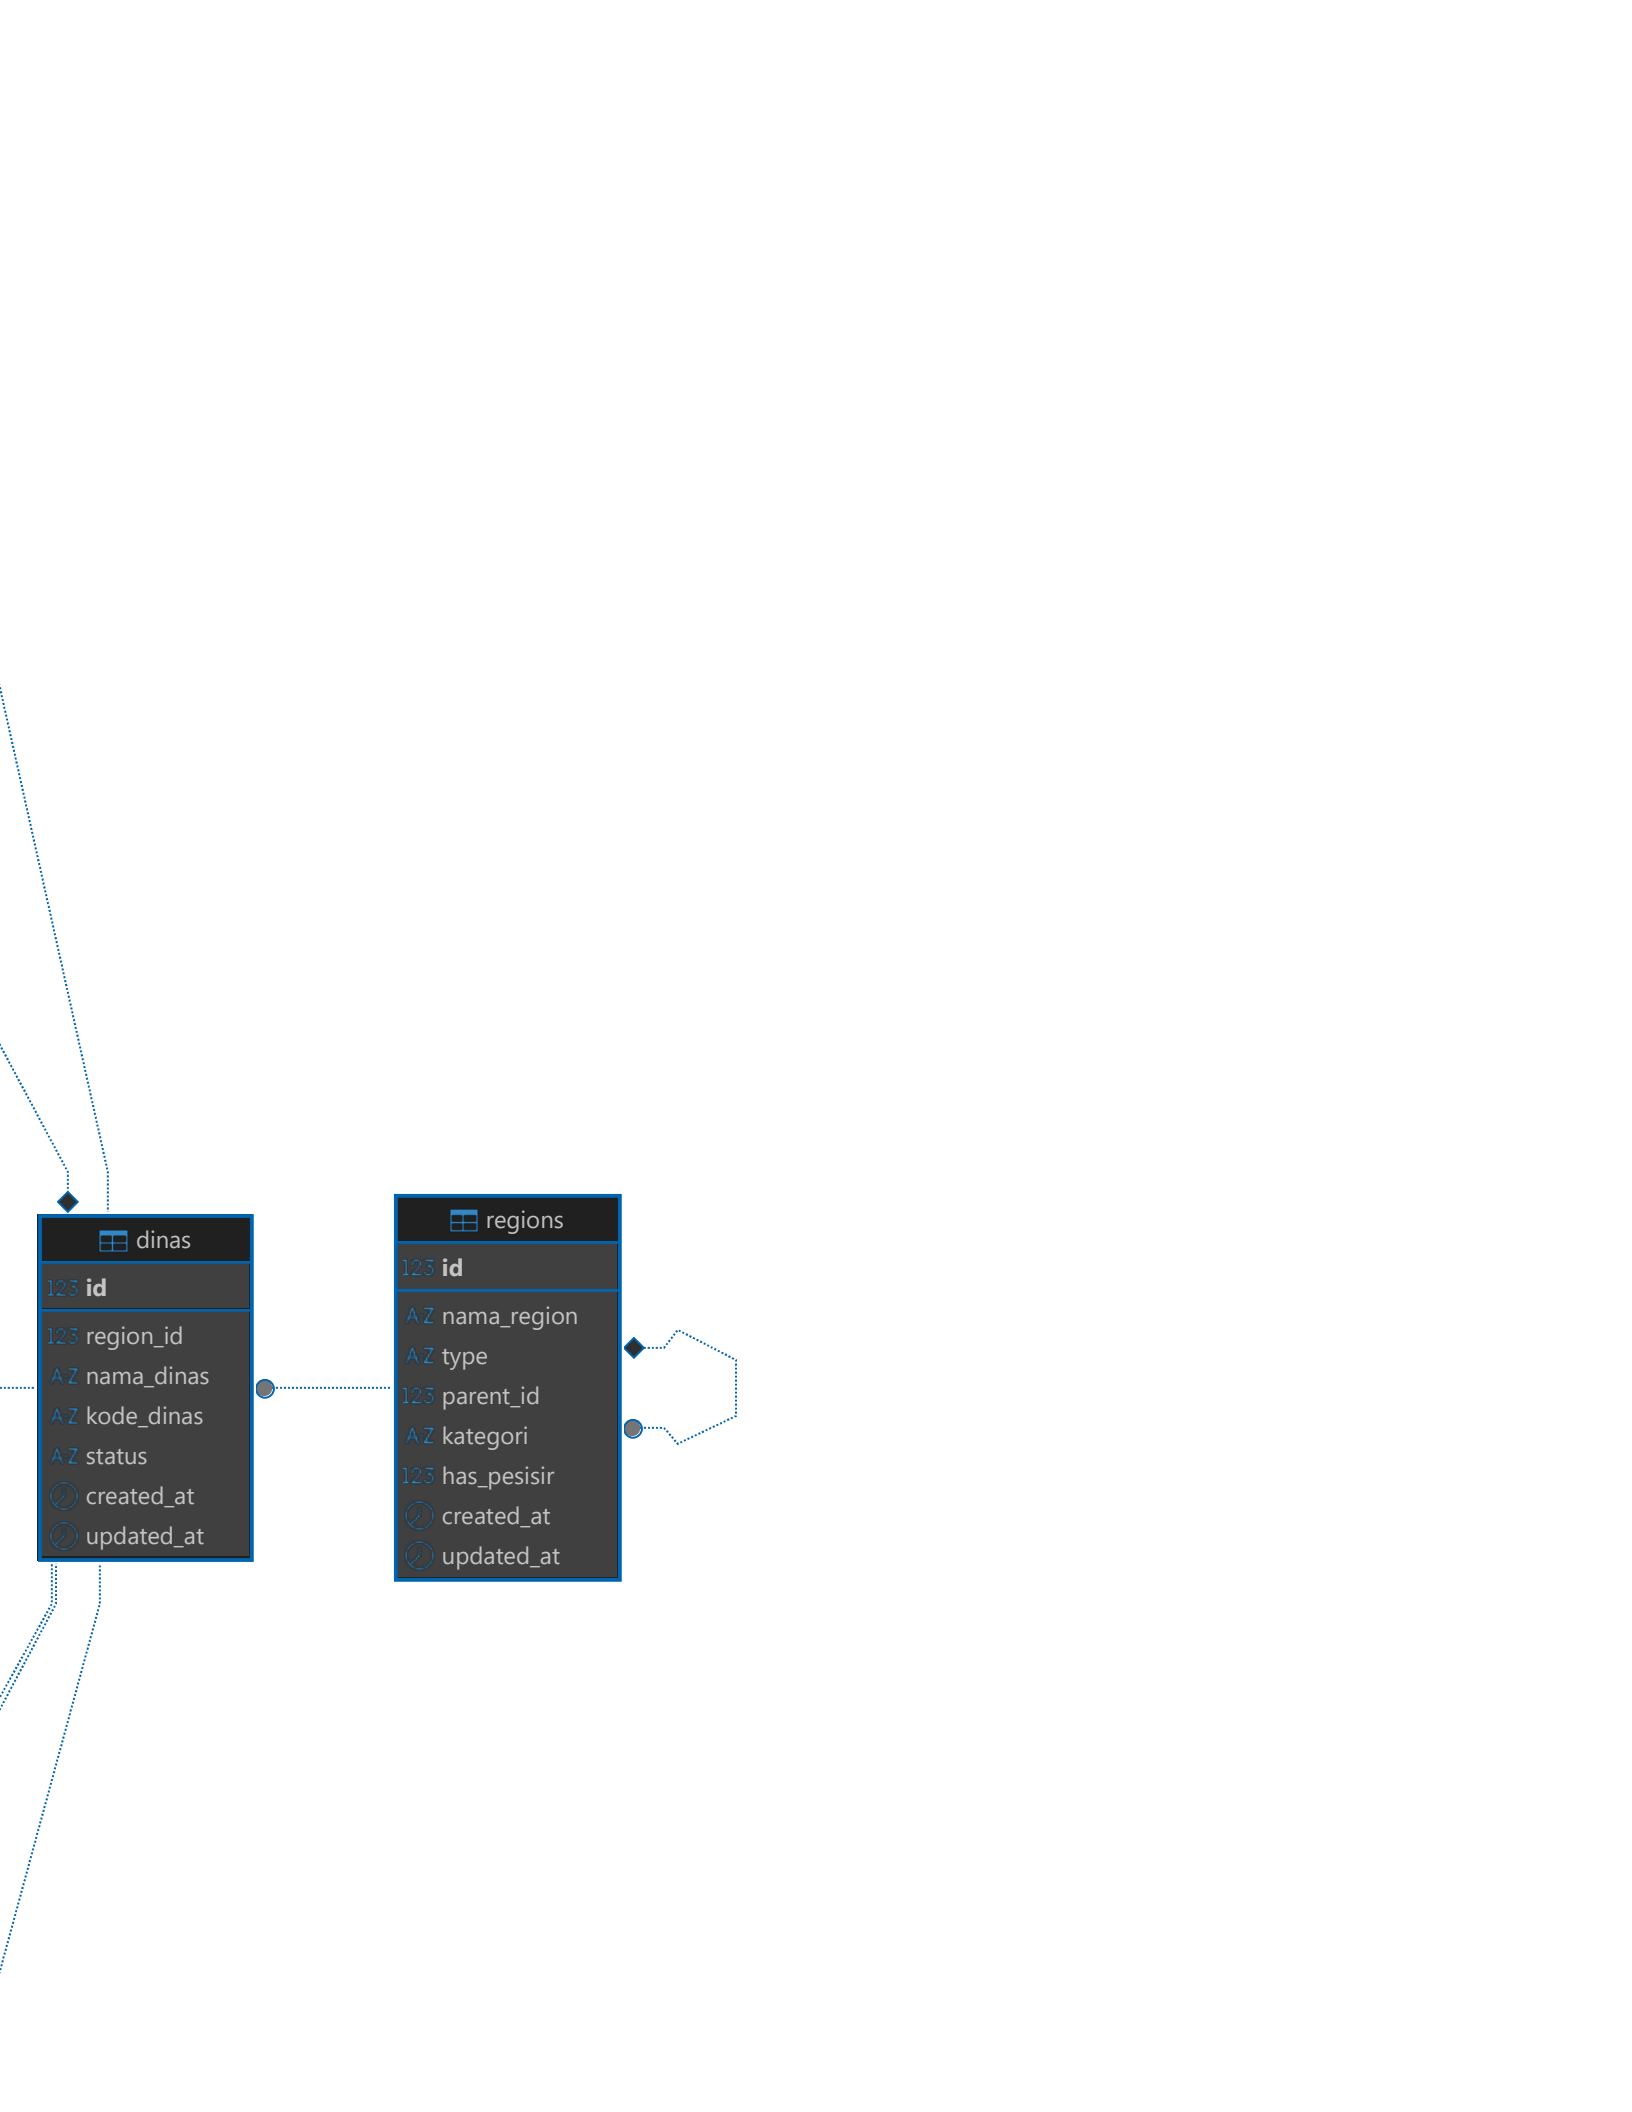 dinas
123 id
123 region_id
AZ nama_dinas
AZ kode_dinas
AZ status
created_at
updated_at
regions
123 id
AZ nama_region
AZ type
123 parent_id
AZ kategori
123 has_pesisir
created_at
updated_at